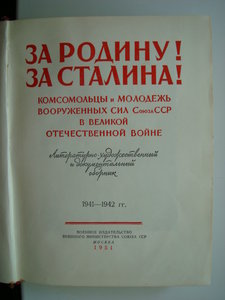 ЗА РОДИНУ!
ЗА СТАЛИНА!
КОМСОМОЛЬЦЫ и МОЛОДЕЖЬ
ВООРУЖЕННЫХ СИЛ СОЮЗА ССР
В ВЕЛИКОЙ
ОТЕЧЕСТВЕННОЙ ВОЙНЕ
Литературно-художественный
и документальный
сборник
1941—1942 гг.
ВОЕННОЕ ИЗДАТЕЛЬСТВО
ВОЕННОГО МИНИСТЕРСТВА СОЮЗА ССР
МОСКВА
1951